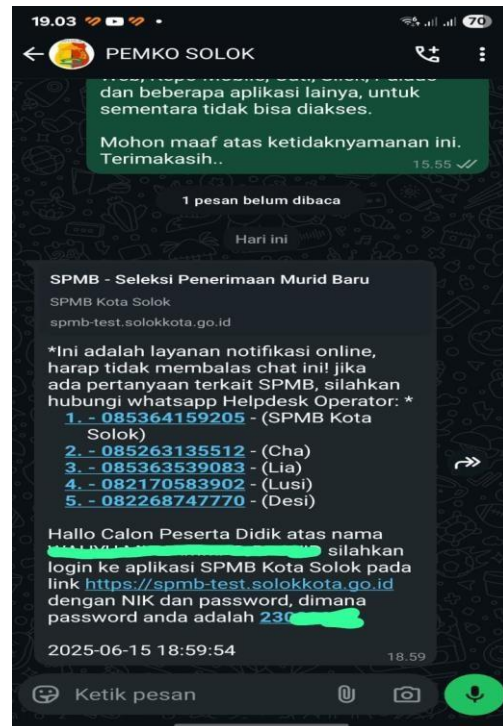 19.03
70
PEMKO SOLOK
dan beberapa aplikasi lainya, untuk
sementara tidak bisa diakses.
Mohon maaf atas ketidaknyamanan ini.
Terimakasih..
15.55
1 pesan belum dibaca
Hari ini
SPMB - Seleksi Penerimaan Murid Baru
SPMB Kota Solok
spmb-test.solokkota.go.id
*Ini adalah layanan notifikasi online,
harap tidak membalas chat ini! jika
ada pertanyaan terkait SPMB, silahkan
hubungi whatsapp Helpdesk Operator: *
1. - 085364159205 - (SPMB Kota
Solok)
2. - 085263135512 - (Cha)
3. - 085363539083 - (Lia)
4. - 082170583902 - (Lusi)
5. - 082268747770 - (Desi)
Hallo Calon Peserta Didik atas nama
silahkan
login ke aplikasi SPMB Kota Solok pada
link https://spmb-test.solokkota.go.id
dengan NIK dan password, dimana
password anda adalah
2025-06-15 18:59:54
18.59
Ketik pesan